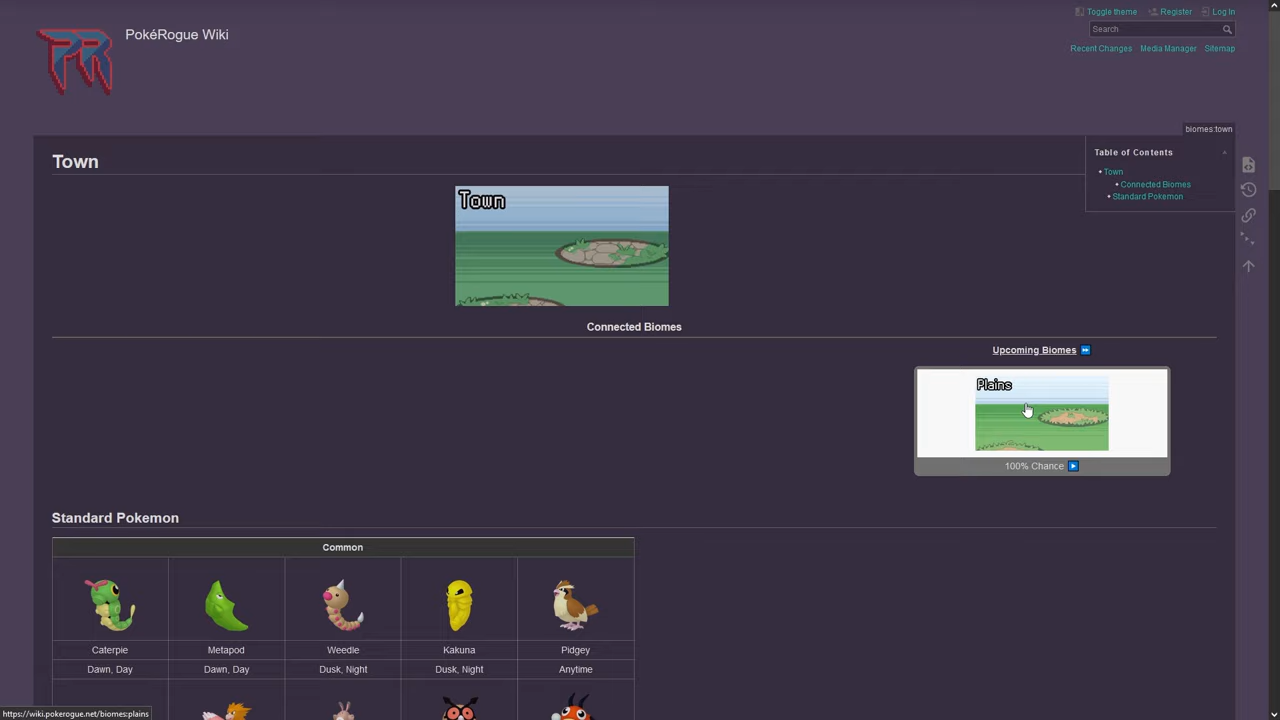 Toggle theme Register Log In
PokéRogue Wiki
Search
Recent Changes Media Manager Sitemap
PR
biomes:town
Town
Table of Contents
Town
Connected Biomes
Standard Pokemon
Town
Connected Biomes
Upcoming Biomes
Plains
100% Chance
Standard Pokemon
Common
Caterpie Metapod Weedle Kakuna Pidgey
Dawn, Day Dawn, Day Dusk, Night Dusk, Night Anytime
https://wiki.pokerogue.net/biomes:plains